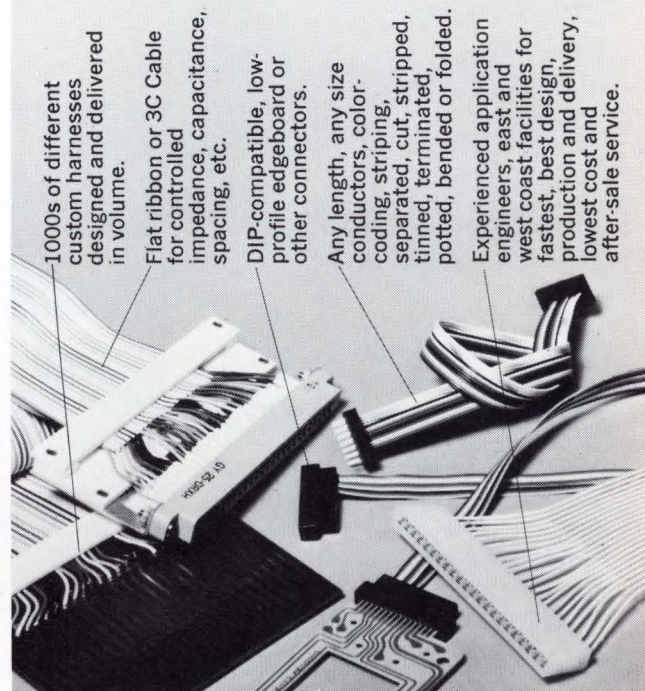 1000s of different
custom harnesses
designed and delivered
in volume.
Flat ribbon or 3C Cable
for controlled
impedance, capacitance,
spacing, etc.
DIP-compatible, low-
profile edgeboard or
other connectors.
Any length, any size
conductors, color-
coding, striping,
separated, cut, stripped,
tinned, terminated,
potted, bended or folded.
Experienced application
engineers, east and
west coast facilities for
fastest, best design,
production and delivery,
lowest cost and
after-sale service.